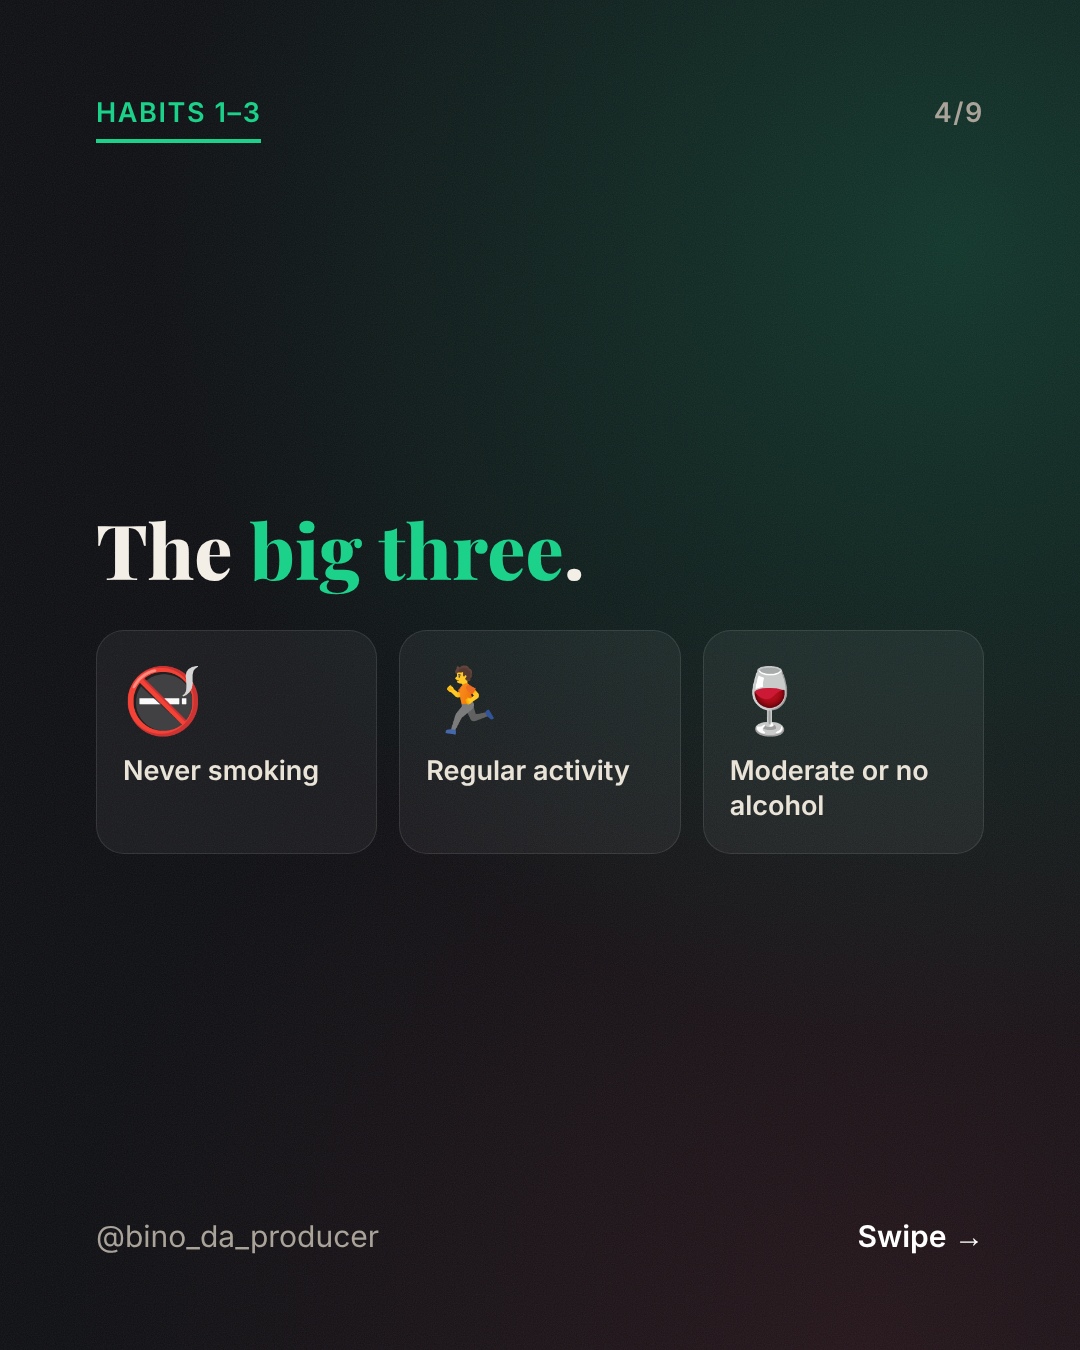 HABITS 1–3
4/9
The big three.
Never smoking
Regular activity
Moderate or no
alcohol
@bino_da_producer
Swipe →